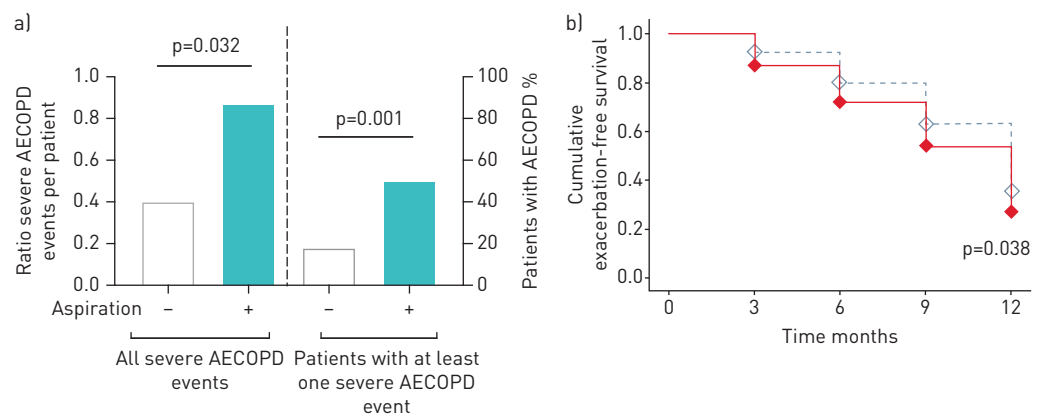 a)
p=0.032
p=0.001
1.0
0.8
0.6
0.4
0.2
0.0
Ratio severe AECOPD
events per patient
100
80
60
40
20
0
Patients with AECOPD %
Aspiration – + – +
All severe AECOPD
events
Patients with at least
one severe AECOPD
event
b)
1.0
0.8
0.6
0.4
0.2
0.0
Cumulative
exacerbation-free survival
p=0.038
0 3 6 9 12
Time months